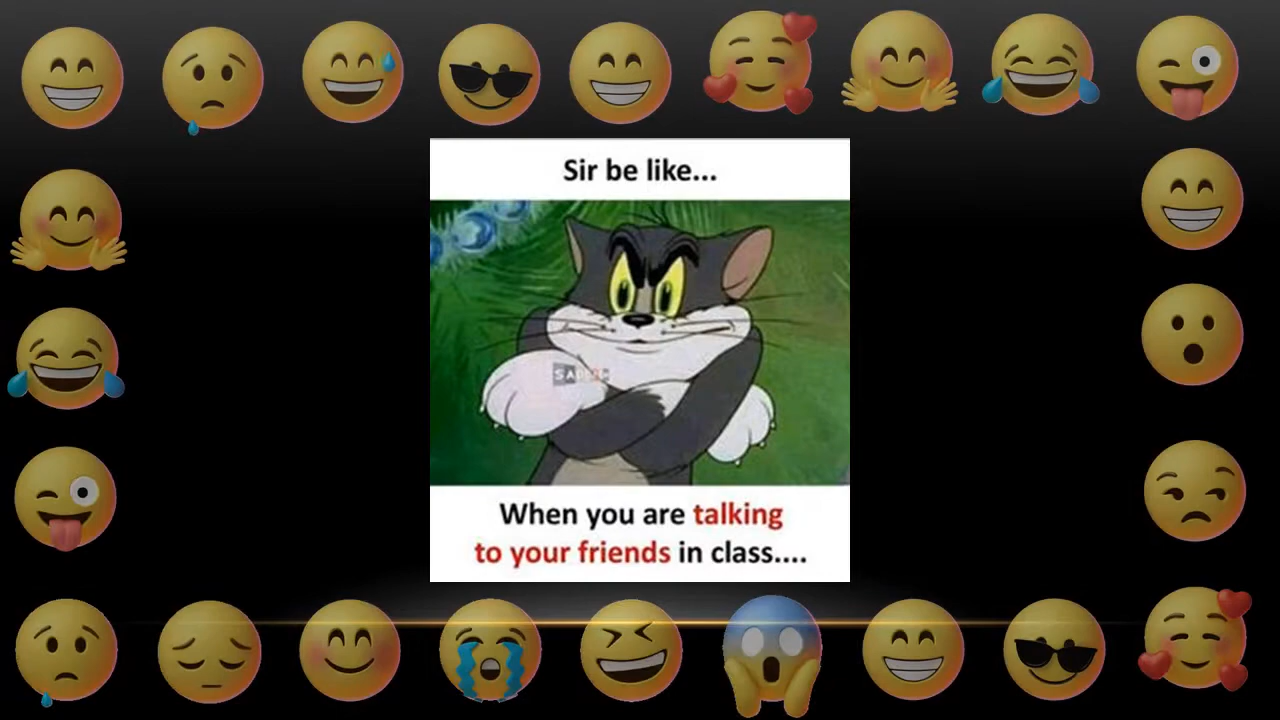 Sir be like...
When you are talking
to your friends in class....